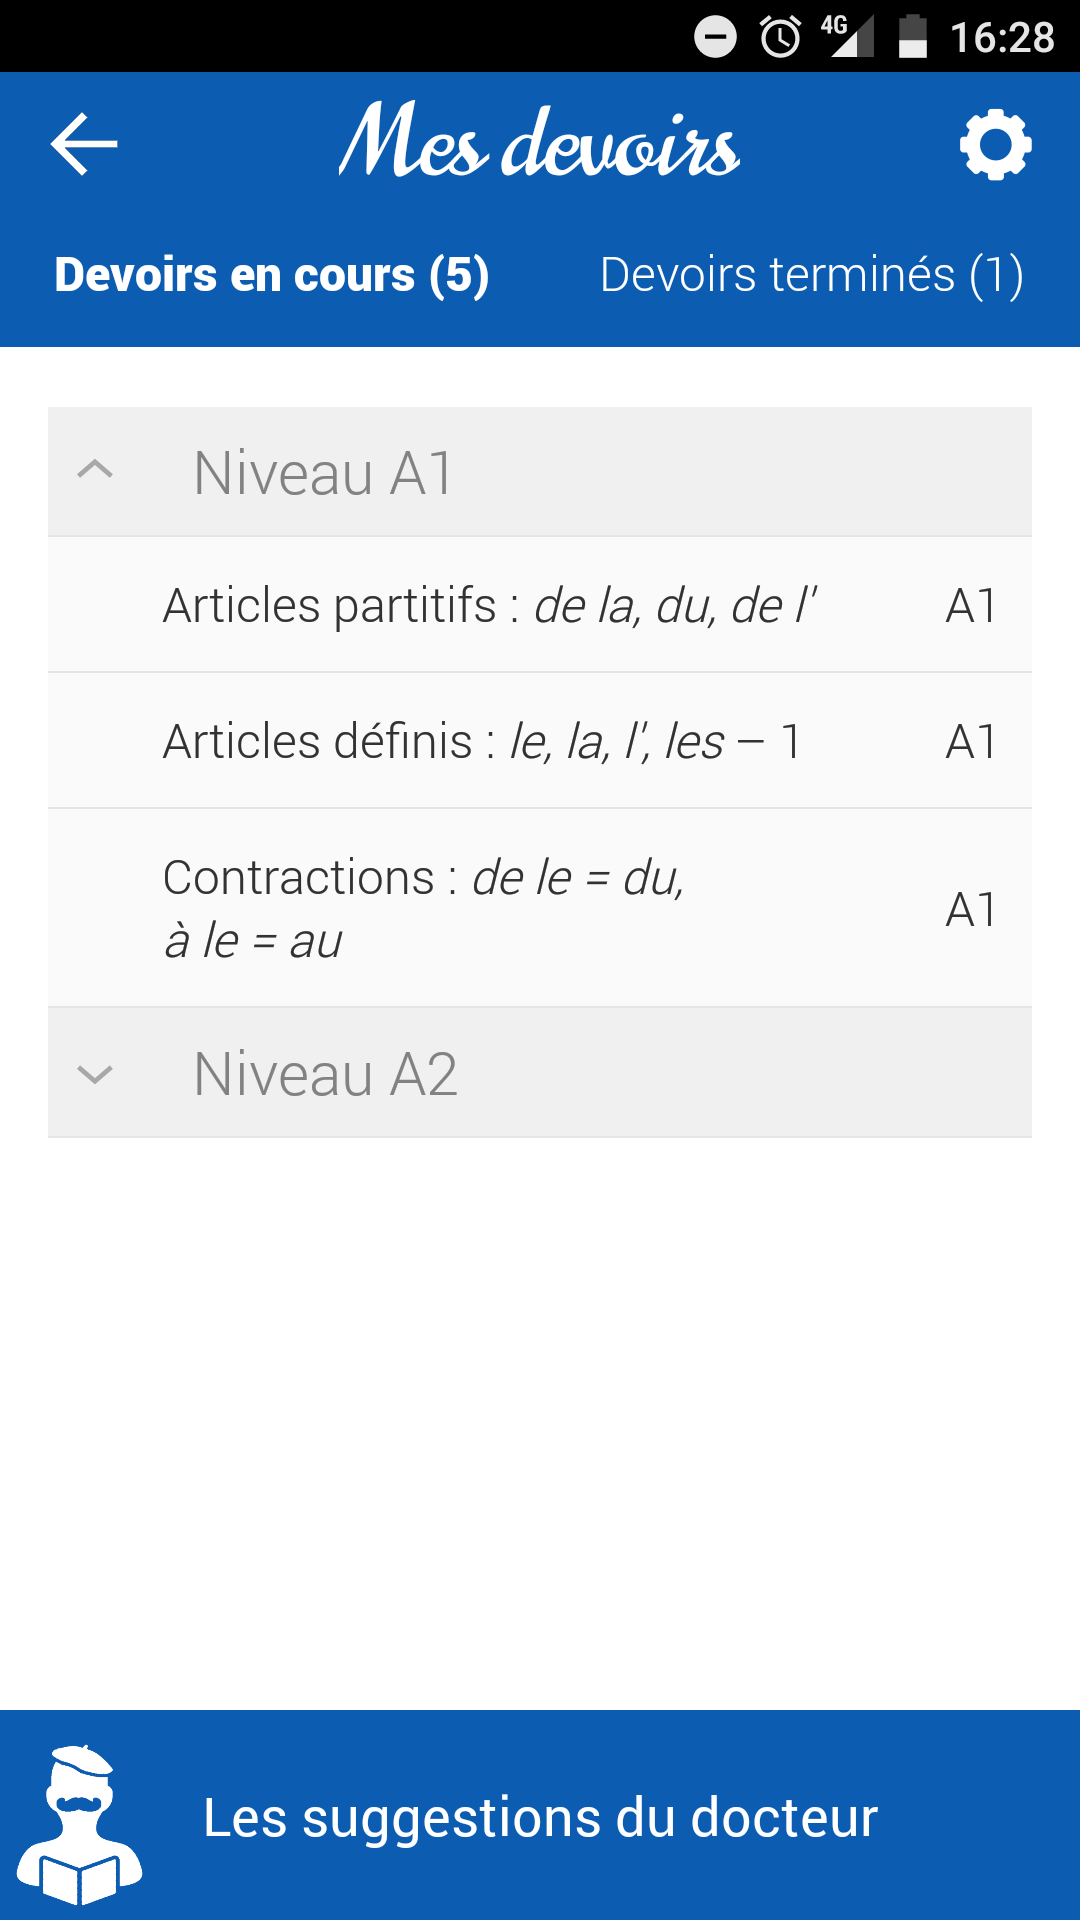 4G 16:28
Mes devoirs
Devoirs en cours (5) Devoirs terminés (1)
Niveau A1
Articles partitifs : de la, du, de l' A1
Articles définis : le, la, l', les – 1 A1
Contractions : de le = du,
à le = au A1
Niveau A2
Les suggestions du docteur